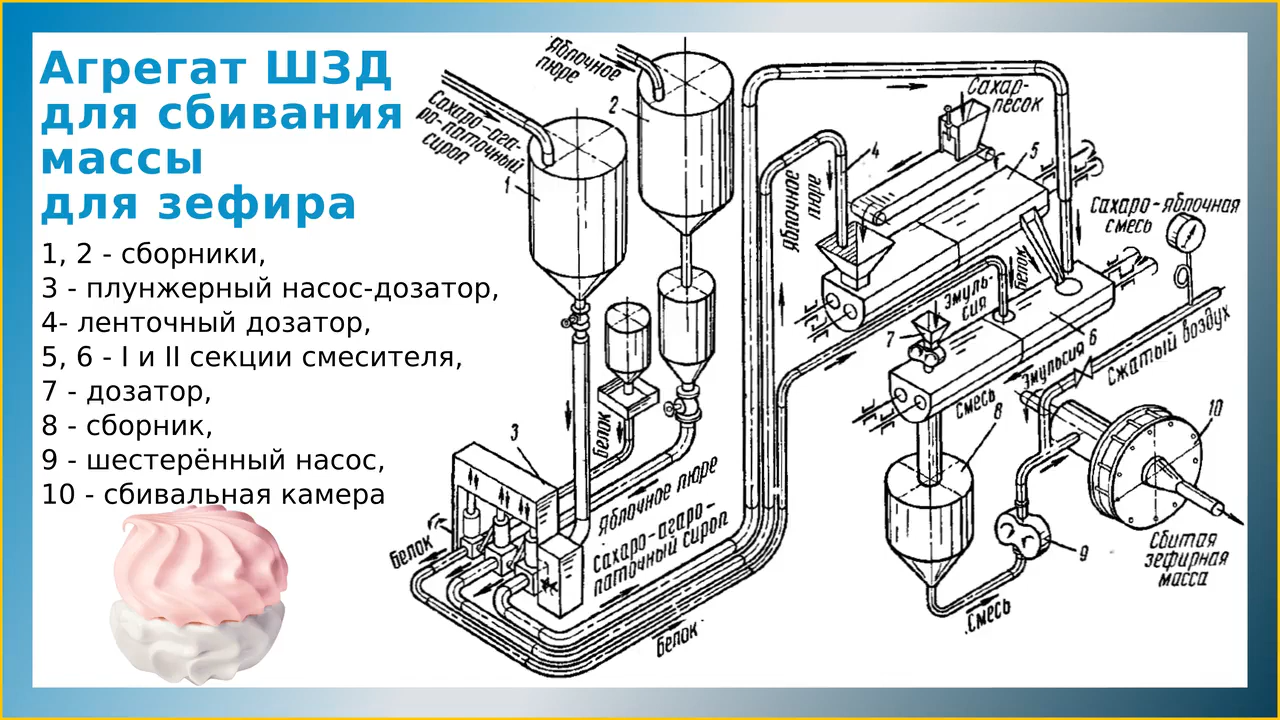 Агрегат ШЗД
для сбивания
массы
для зефира
1, 2 - сборники,
3 - плунжерный насос-дозатор,
4- ленточный дозатор,
5, 6 - I и II секции смесителя,
7 - дозатор,
8 - сборник,
9 - шестерённый насос,
10 - сбивальная камера
Яблочное
пюре
Сахаро-ага-
ро-паточный
сироп
1
2
Сахар-
песок
4
5
Яблочное
пюре
Сахаро-яблочная
смесь
Эмуль-
сия
Белок
7
6
Эмульсия 6
Сжатый воздух
Смесь
8
10
3
Белок
Яблочное пюре
Сахаро-агаро-
паточный сироп
Белок
Белок
9
Смесь
Сбитая
зефирная
масса